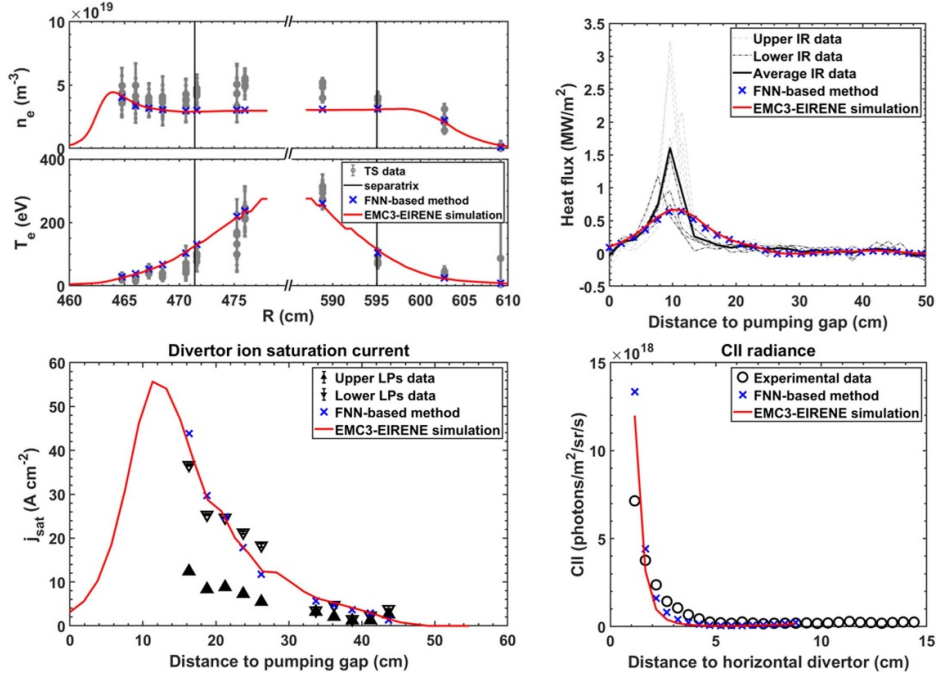 × 10^19
n_e (m^-3)
10
5
0
400
200
0
T_e (eV)
TS data
separatrix
FNN-based method
EMC3-EIRENE simulation
460 465 470 475 590 595 600 605 610
R (cm)
Heat flux (MW/m^2)
3.5
3
2.5
2
1.5
1
0.5
0
-0.5
Upper IR data
Lower IR data
Average IR data
FNN-based method
EMC3-EIRENE simulation
0 10 20 30 40 50
Distance to pumping gap (cm)
Divertor ion saturation current
j_sat (A cm^-2)
60
50
40
30
20
10
0
Upper LPs data
Lower LPs data
FNN-based method
EMC3-EIRENE simulation
0 10 20 30 40 50 60
Distance to pumping gap (cm)
CII radiance
× 10^18
CII (photons/m^2/sr/s)
15
10
5
0
Experimental data
FNN-based method
EMC3-EIRENE simulation
0 5 10 15
Distance to horizontal divertor (cm)